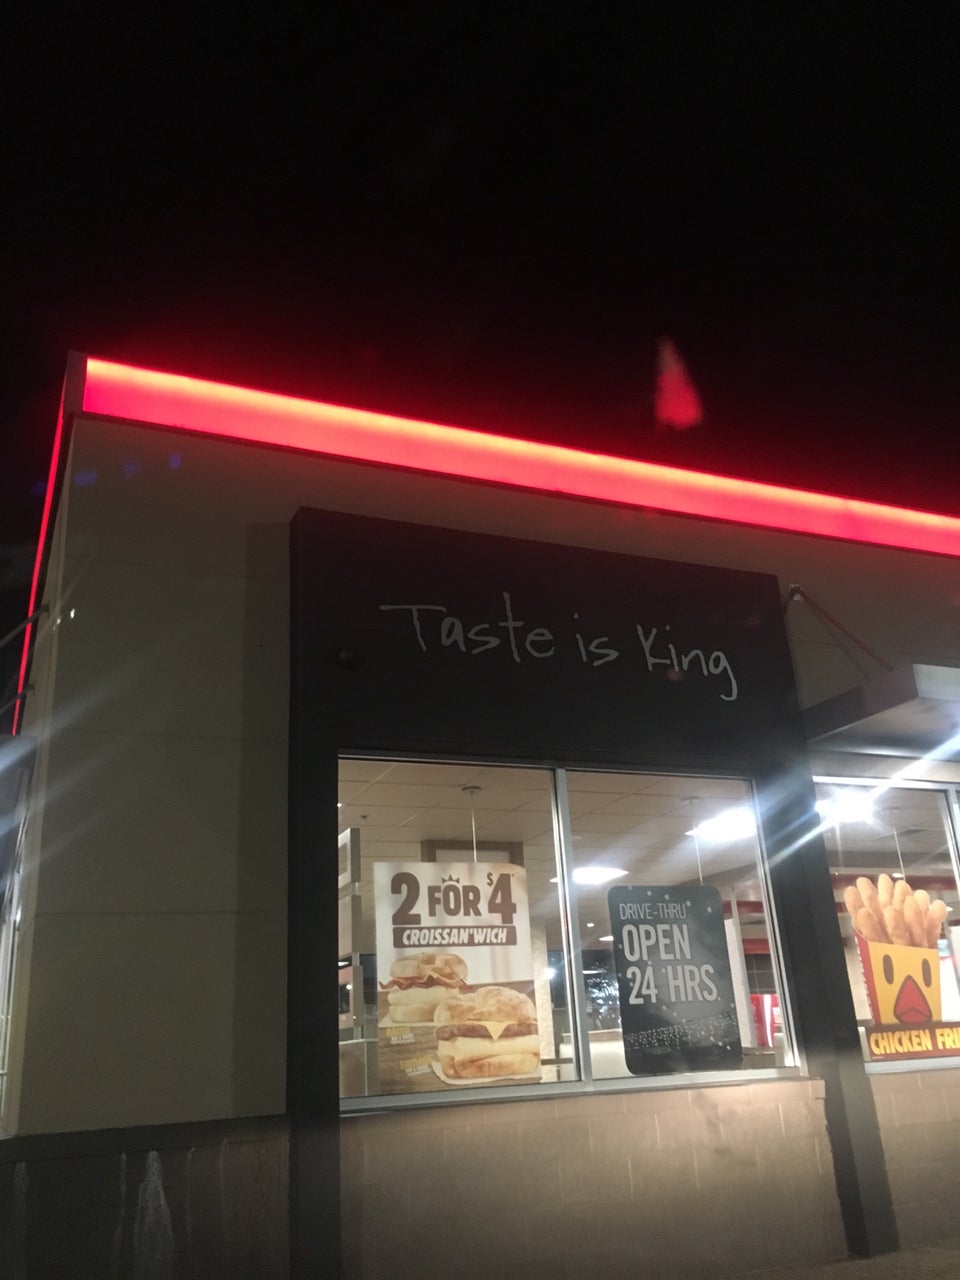 Taste is King
2 FOR $4
CROISSAN'WICH
DRIVE-THRU
OPEN
24 HRS
CHICKEN FRI